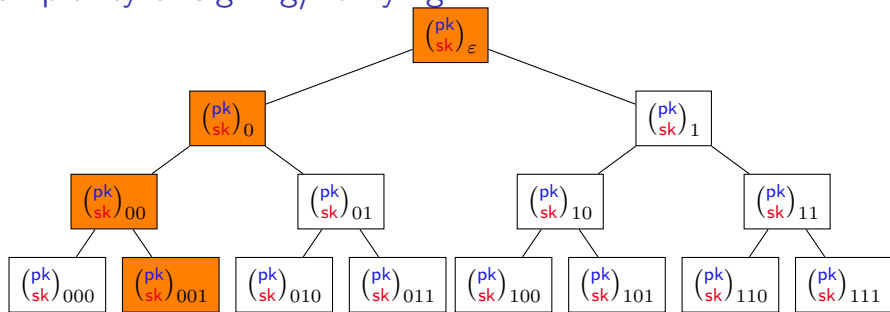 (pk sk)ε
(pk sk)0 (pk sk)1
(pk sk)00 (pk sk)01 (pk sk)10 (pk sk)11
(pk sk)000 (pk sk)001 (pk sk)010 (pk sk)011 (pk sk)100 (pk sk)101 (pk sk)110 (pk sk)111